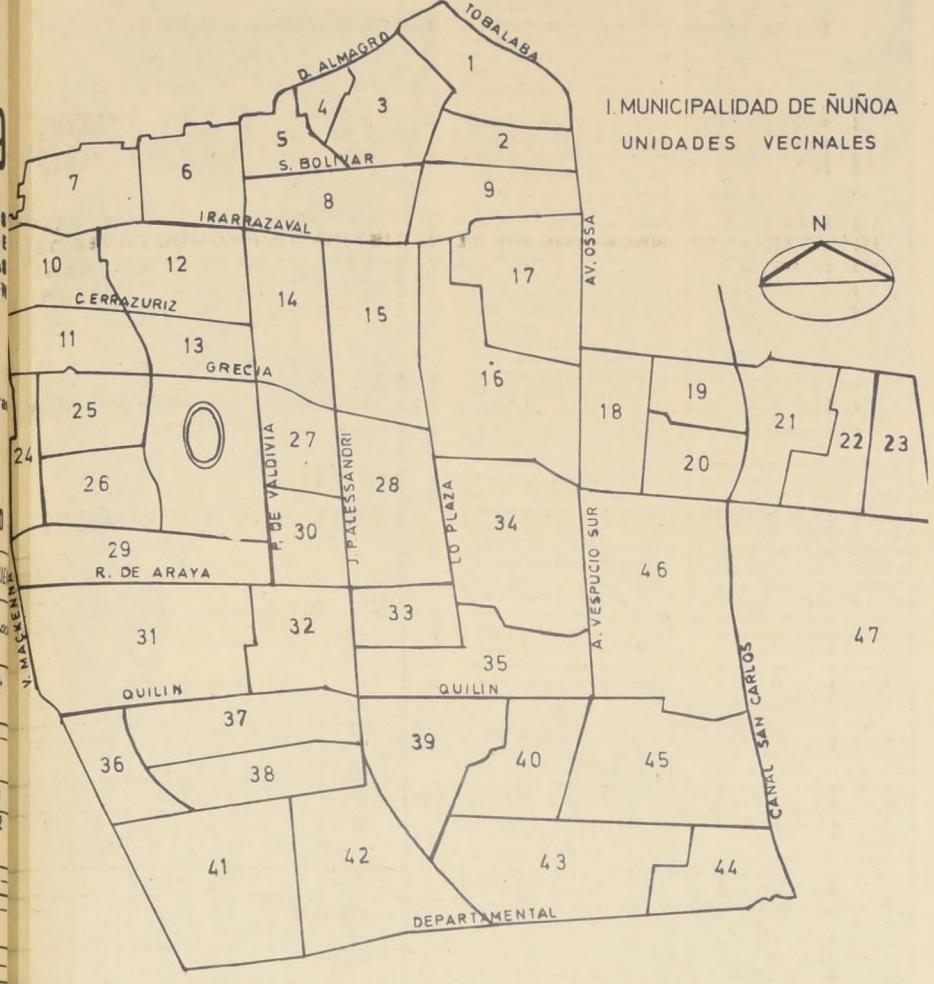 TOBALABA
D. ALMAGRO
1
I. MUNICIPALIDAD DE ÑUÑOA
UNIDADES VECINALES
4
3
5
2
S. BOLIVAR
7
6
8
9
IRARRAZAVAL
N
AV. OSSA
10
12
17
C ERRAZURIZ
14
15
11
13
GRECIA
16
25
18
19
21
22
23
24
27
P. DE VALDIVIA
J. P. ALESSANDRI
20
26
28
LO PLAZA
30
34
29
R. DE ARAYA
A. VESPUCIO SUR
46
V. MACKENNA
31
32
33
47
35
QUILIN
QUILIN
CANAL SAN CARLOS
37
39
36
38
40
45
41
42
43
44
DEPARTAMENTAL